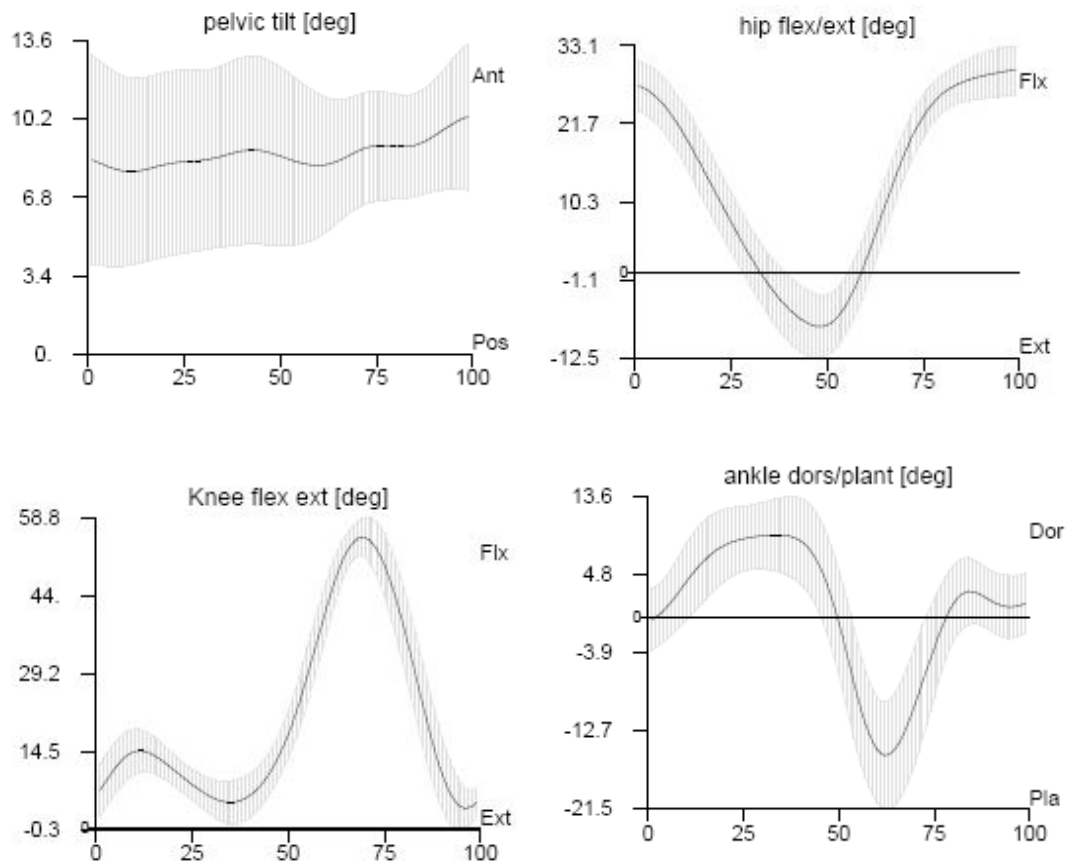 pelvic tilt [deg]
13.6
Ant
10.2
6.8
3.4
0.
Pos
0 25 50 75 100
hip flex/ext [deg]
33.1
Flx
21.7
10.3
0
-1.1
-12.5
Ext
0 25 50 75 100
Knee flex ext [deg]
58.8
Flx
44.
29.2
14.5
0
-0.3
Ext
0 25 50 75 100
ankle dors/plant [deg]
13.6
Dor
4.8
0
-3.9
-12.7
Pla
-21.5
0 25 50 75 100